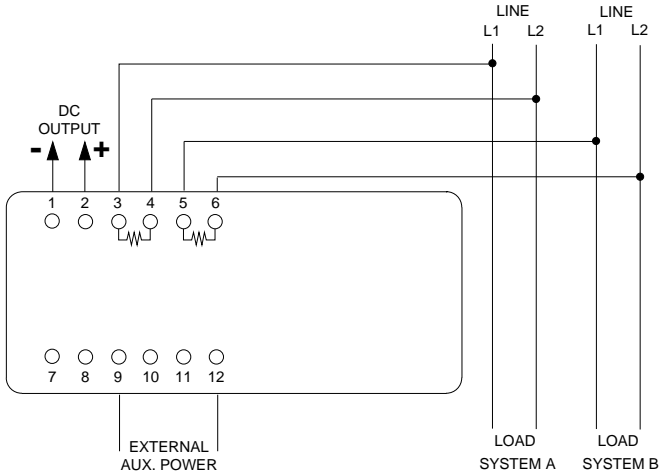 LINE LINE
L1 L2 L1 L2
DC
OUTPUT
- +
1 2 3 4 5 6
7 8 9 10 11 12
EXTERNAL
AUX. POWER
LOAD LOAD
SYSTEM A SYSTEM B